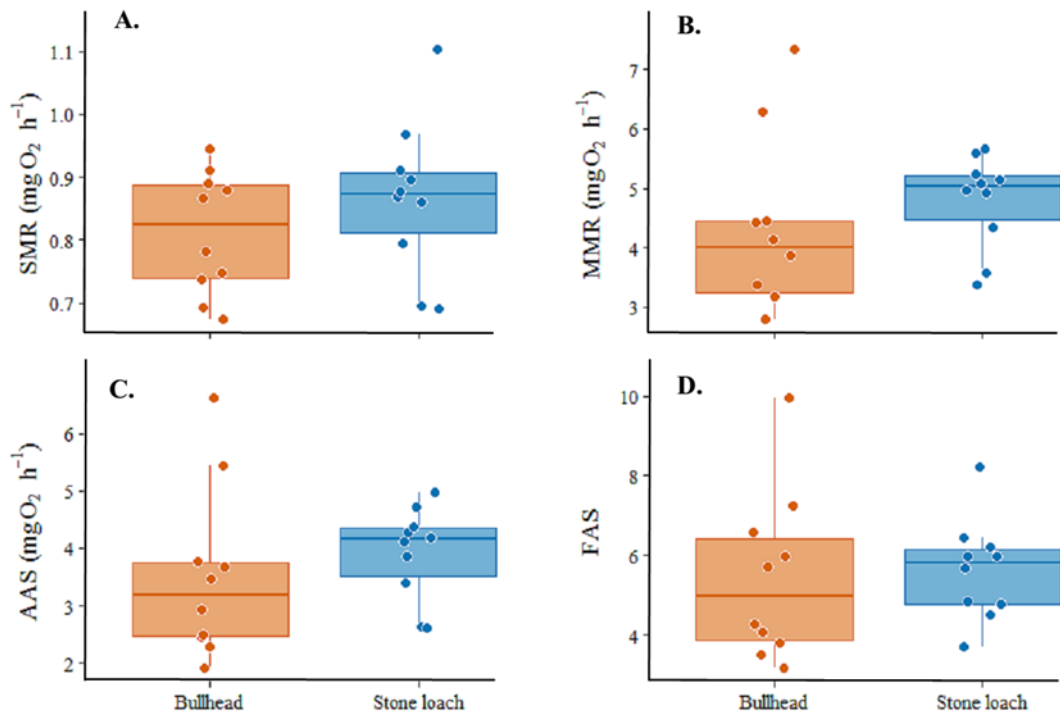 A.
SMR (mgO₂ h⁻¹)
1.1
1.0
0.9
0.8
0.7
B.
MMR (mgO₂ h⁻¹)
7
6
5
4
3
C.
AAS (mgO₂ h⁻¹)
6
5
4
3
2
Bullhead
Stone loach
D.
FAS
10
8
6
4
Bullhead
Stone loach